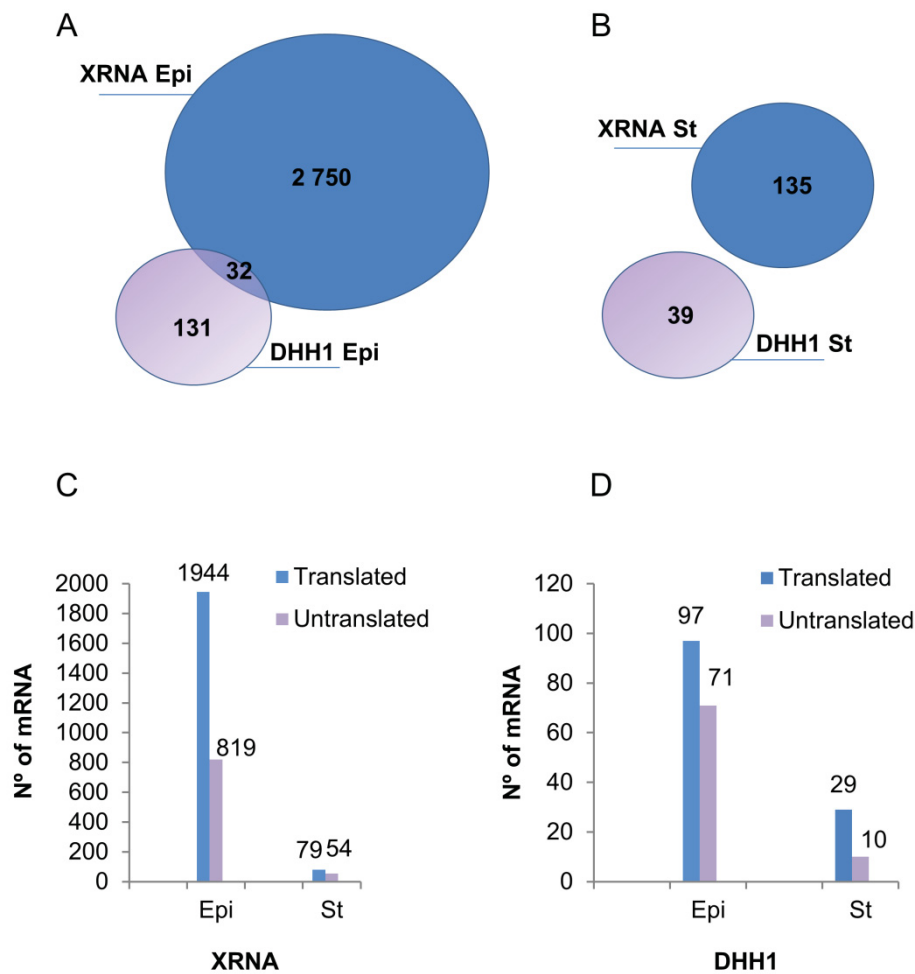 A
XRNA Epi
2 750
32
131
DHH1 Epi
B
XRNA St
135
39
DHH1 St
C
Nº of mRNA
2000
1800
1600
1400
1200
1000
800
600
400
200
0
1944
819
79 54
Translated
Untranslated
Epi St
XRNA
D
Nº of mRNA
120
100
80
60
40
20
0
97
71
29
10
Translated
Untranslated
Epi St
DHH1